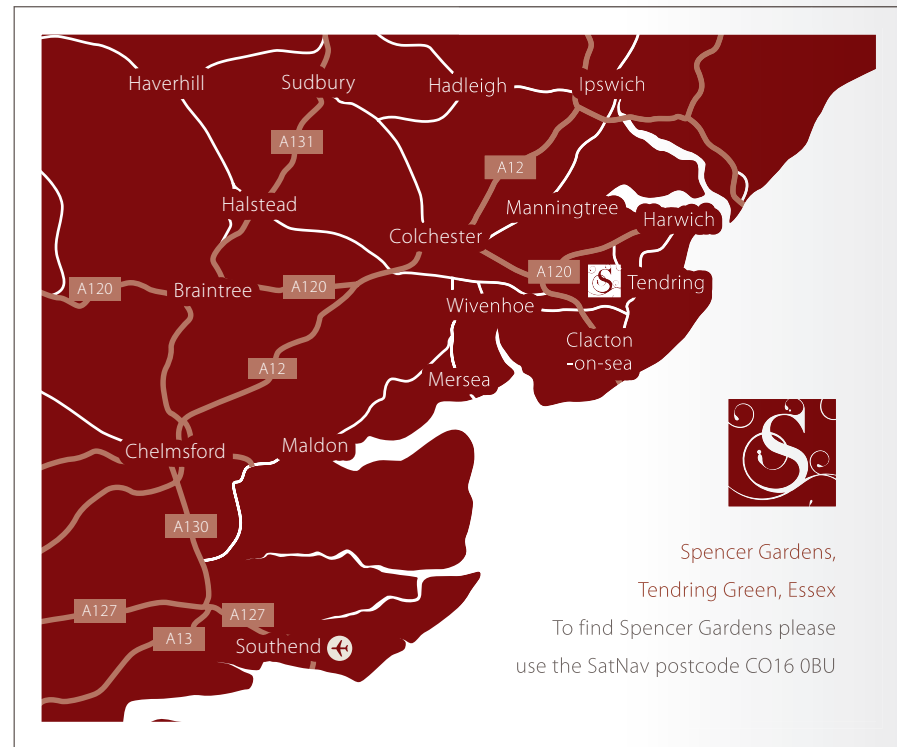 Haverhill
Sudbury
Hadleigh
Ipswich
A131
A12
Halstead
Manningtree
Harwich
Colchester
A120
Braintree
A120
A120
S
Tendring
Wivenhoe
Clacton
-on-sea
A12
Mersea
Chelmsford
Maldon
S
A130
Spencer Gardens,
Tendring Green, Essex
A127
A127
To find Spencer Gardens please
A13
Southend
use the SatNav postcode CO16 0BU